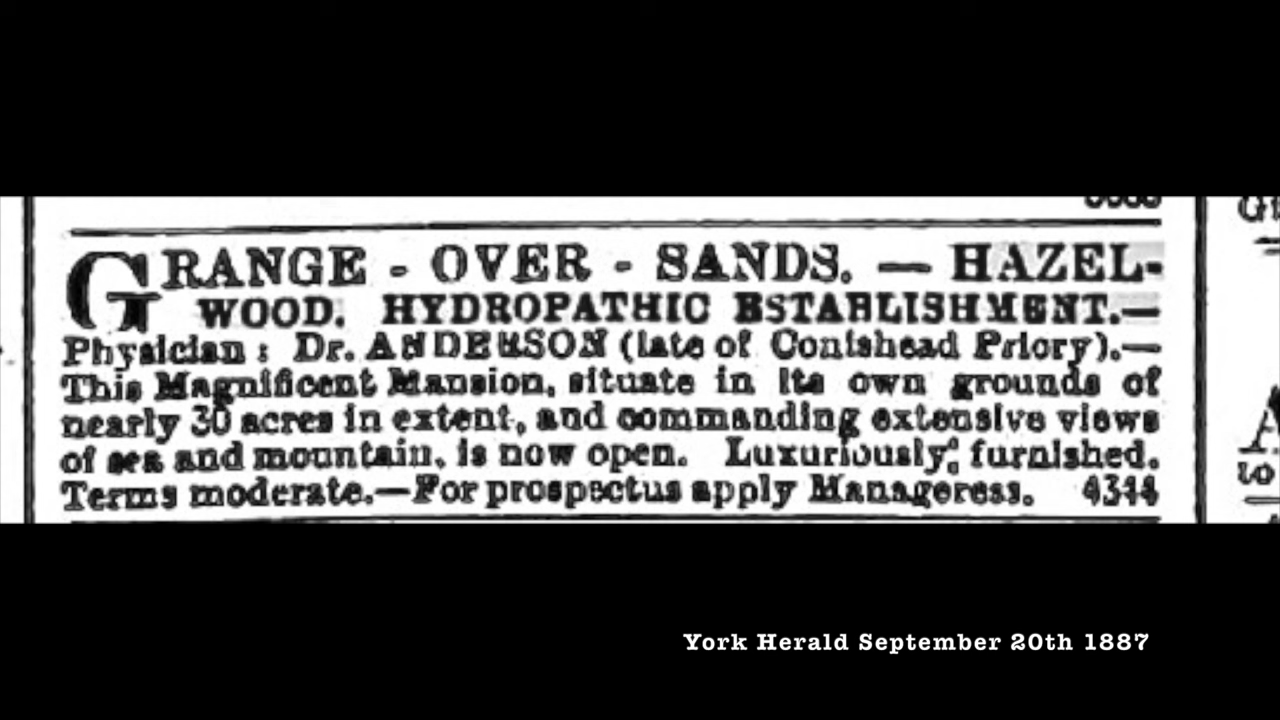 GRANGE - OVER - SANDS. — HAZEL-
WOOD. HYDROPATHIC ESTABLISHMENT.—
Physician : Dr. ANDERSON (late of Conishead Priory).—
This Magnificent Mansion, situate in its own grounds of
nearly 30 acres in extent, and commanding extensive views
of sea and mountain, is now open. Luxuriously furnished.
Terms moderate.—For prospectus apply Manageress. 4344
to
York Herald September 20th 1887